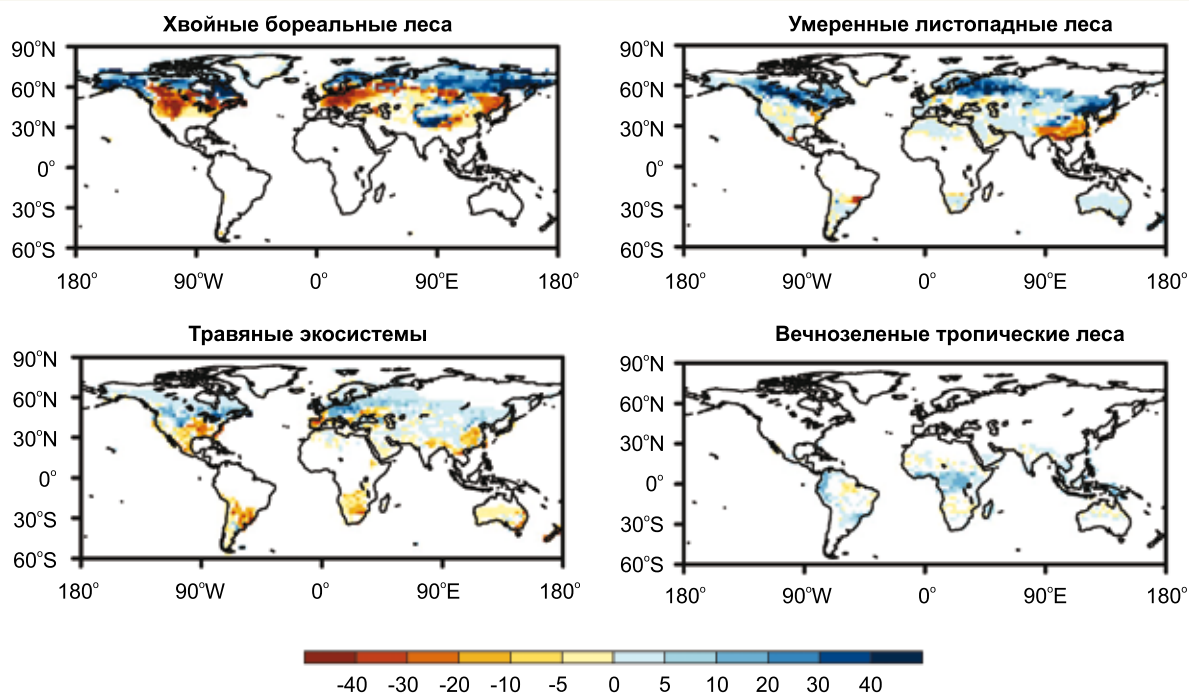 Хвойные бореальные леса
90°N
60°N
30°N
0°
30°S
60°S
180° 90°W 0° 90°E 180°
Умеренные листопадные леса
90°N
60°N
30°N
0°
30°S
60°S
180° 90°W 0° 90°E 180°
Травяные экосистемы
90°N
60°N
30°N
0°
30°S
60°S
180° 90°W 0° 90°E 180°
Вечнозеленые тропические леса
90°N
60°N
30°N
0°
30°S
60°S
180° 90°W 0° 90°E 180°
-40 -30 -20 -10 -5 0 5 10 20 30 40